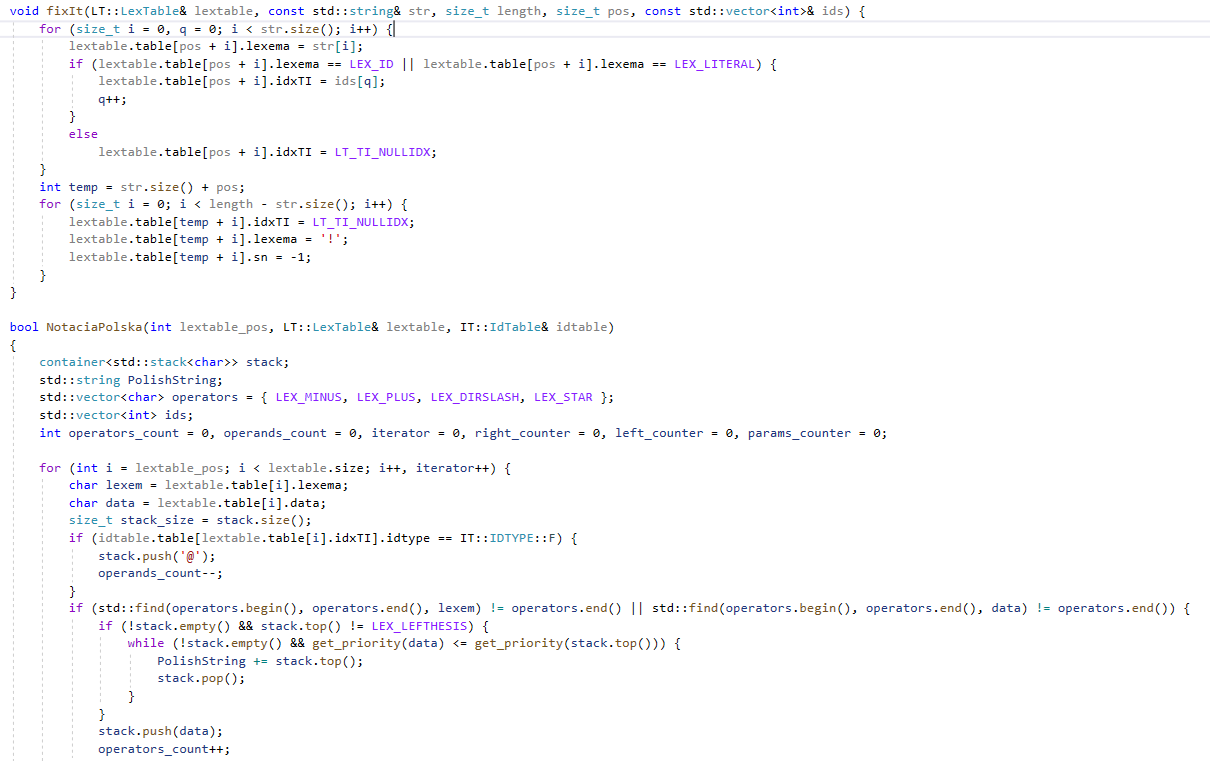 void fixIt(LT::LexTable& lextable, const std::string& str, size_t length, size_t pos, const std::vector<int>& ids) {
    for (size_t i = 0, q = 0; i < str.size(); i++) {
        lextable.table[pos + i].lexema = str[i];
        if (lextable.table[pos + i].lexema == LEX_ID || lextable.table[pos + i].lexema == LEX_LITERAL) {
            lextable.table[pos + i].idxTI = ids[q];
            q++;
        }
        else
            lextable.table[pos + i].idxTI = LT_TI_NULLIDX;
    }
    int temp = str.size() + pos;
    for (size_t i = 0; i < length - str.size(); i++) {
        lextable.table[temp + i].idxTI = LT_TI_NULLIDX;
        lextable.table[temp + i].lexema = '!';
        lextable.table[temp + i].sn = -1;
    }
}

bool NotaciaPolska(int lextable_pos, LT::LexTable& lextable, IT::IdTable& idtable)
{
    container<std::stack<char>> stack;
    std::string PolishString;
    std::vector<char> operators = { LEX_MINUS, LEX_PLUS, LEX_DIRSLASH, LEX_STAR };
    std::vector<int> ids;
    int operators_count = 0, operands_count = 0, iterator = 0, right_counter = 0, left_counter = 0, params_counter = 0;

    for (int i = lextable_pos; i < lextable.size; i++, iterator++) {
        char lexem = lextable.table[i].lexema;
        char data = lextable.table[i].data;
        size_t stack_size = stack.size();
        if (idtable.table[lextable.table[i].idxTI].idtype == IT::IDTYPE::F) {
            stack.push('@');
            operands_count--;
        }
        if (std::find(operators.begin(), operators.end(), lexem) != operators.end() || std::find(operators.begin(), operators.end(), data) != operators.end()) {
            if (!stack.empty() && stack.top() != LEX_LEFTHESIS) {
                while (!stack.empty() && get_priority(data) <= get_priority(stack.top())) {
                    PolishString += stack.top();
                    stack.pop();
                }
            }
            stack.push(data);
            operators_count++;